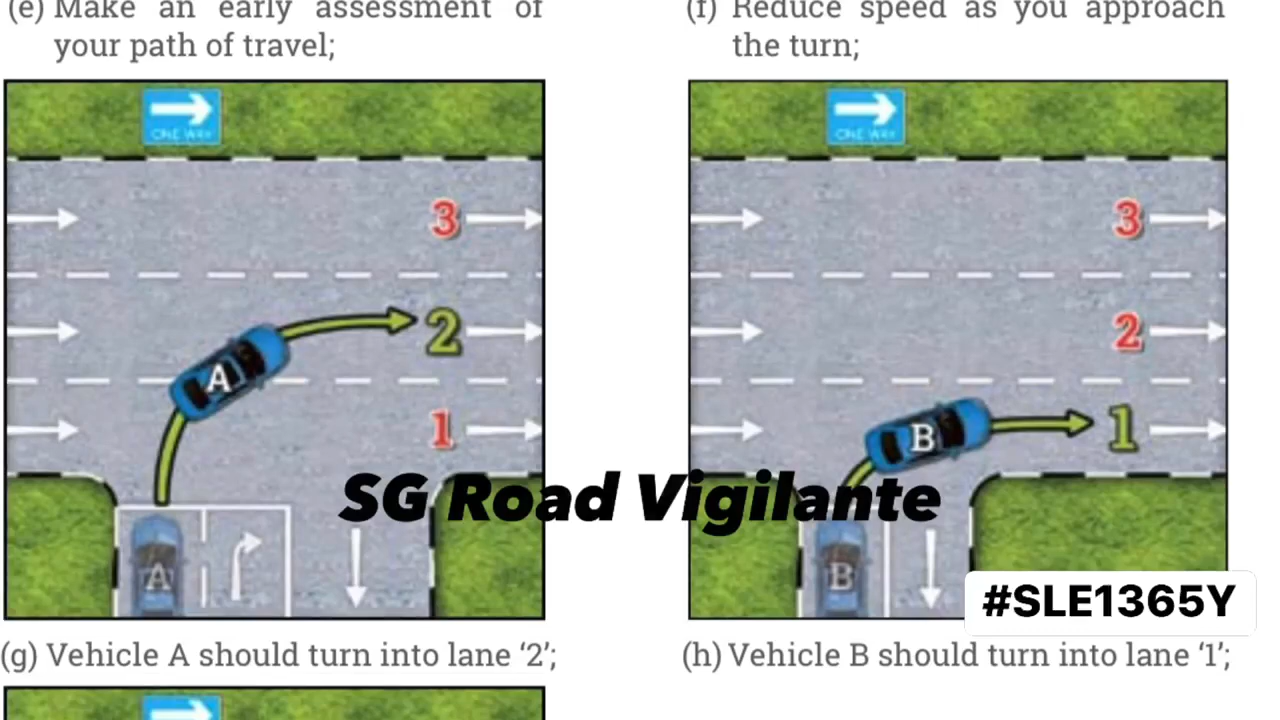 (e) Make an early assessment of
your path of travel;
(f) Reduce speed as you approach
the turn;
ONE WAY
3
2
1
A
A
ONE WAY
3
2
1
B
B
SG Road Vigilante
#SLE1365Y
(g) Vehicle A should turn into lane ‘2’;
(h) Vehicle B should turn into lane ‘1’;